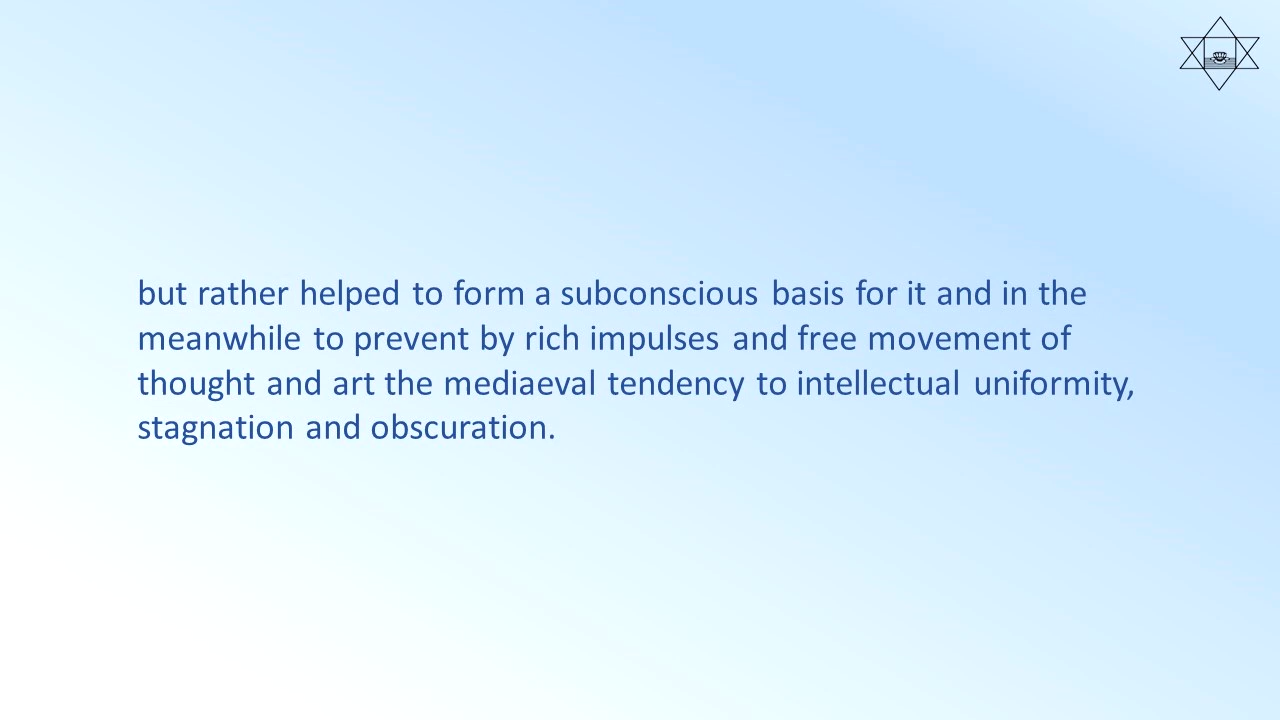 but rather helped to form a subconscious basis for it and in the
meanwhile to prevent by rich impulses and free movement of
thought and art the mediaeval tendency to intellectual uniformity,
stagnation and obscuration.